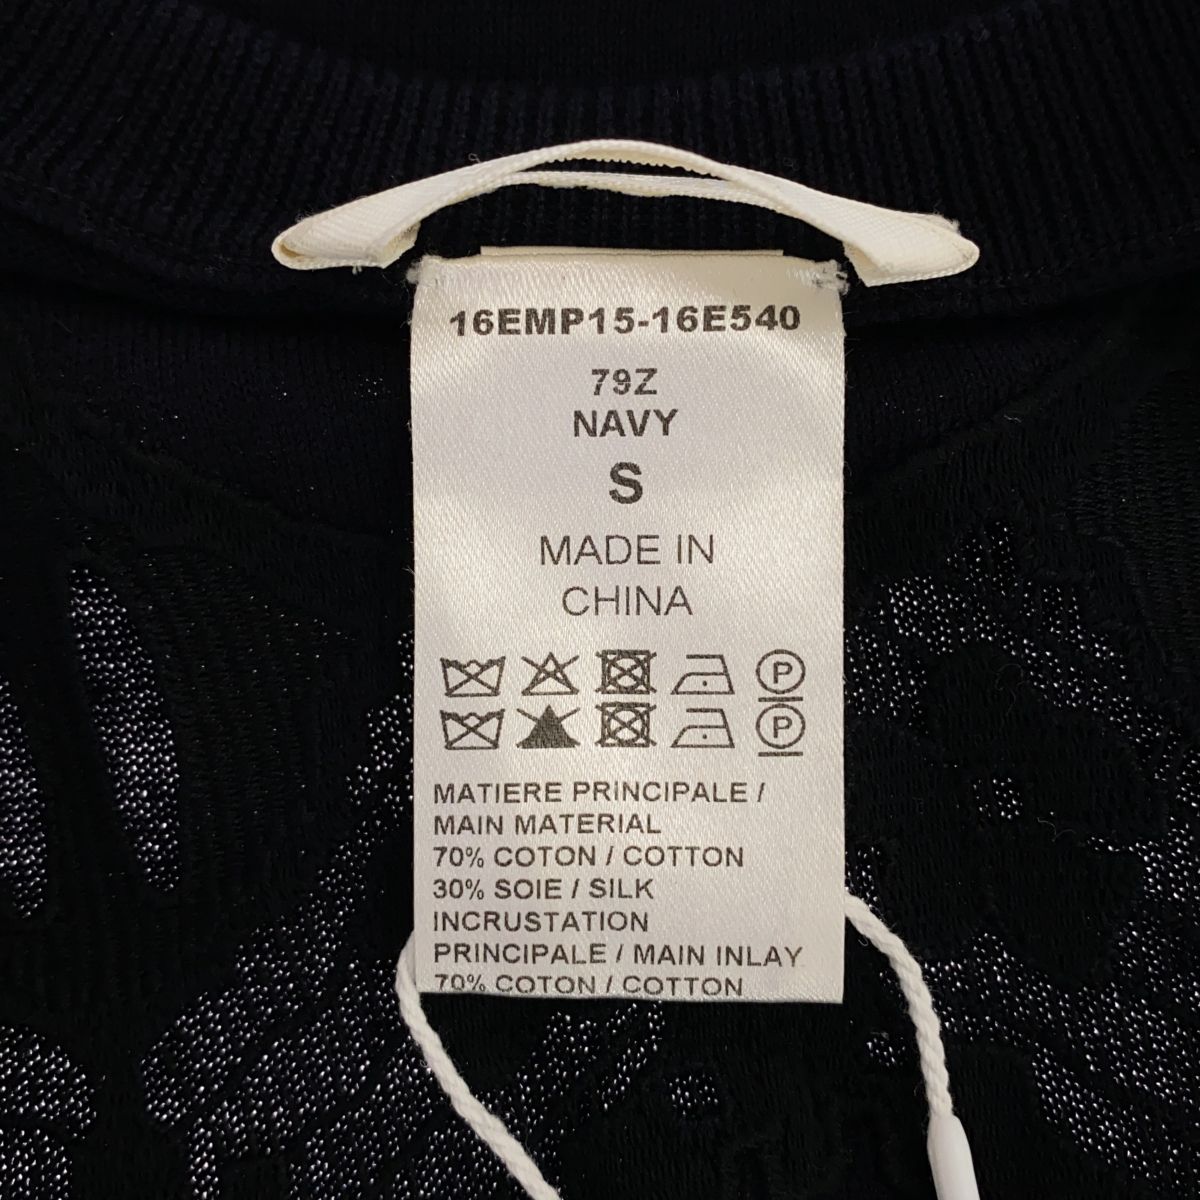 16EMP15-16E540
79Z
NAVY
S
MADE IN
CHINA
P
P
MATIERE PRINCIPALE /
MAIN MATERIAL
70% COTON / COTTON
30% SOIE / SILK
INCRUSTATION
PRINCIPALE / MAIN INLAY
70% COTON / COTTON